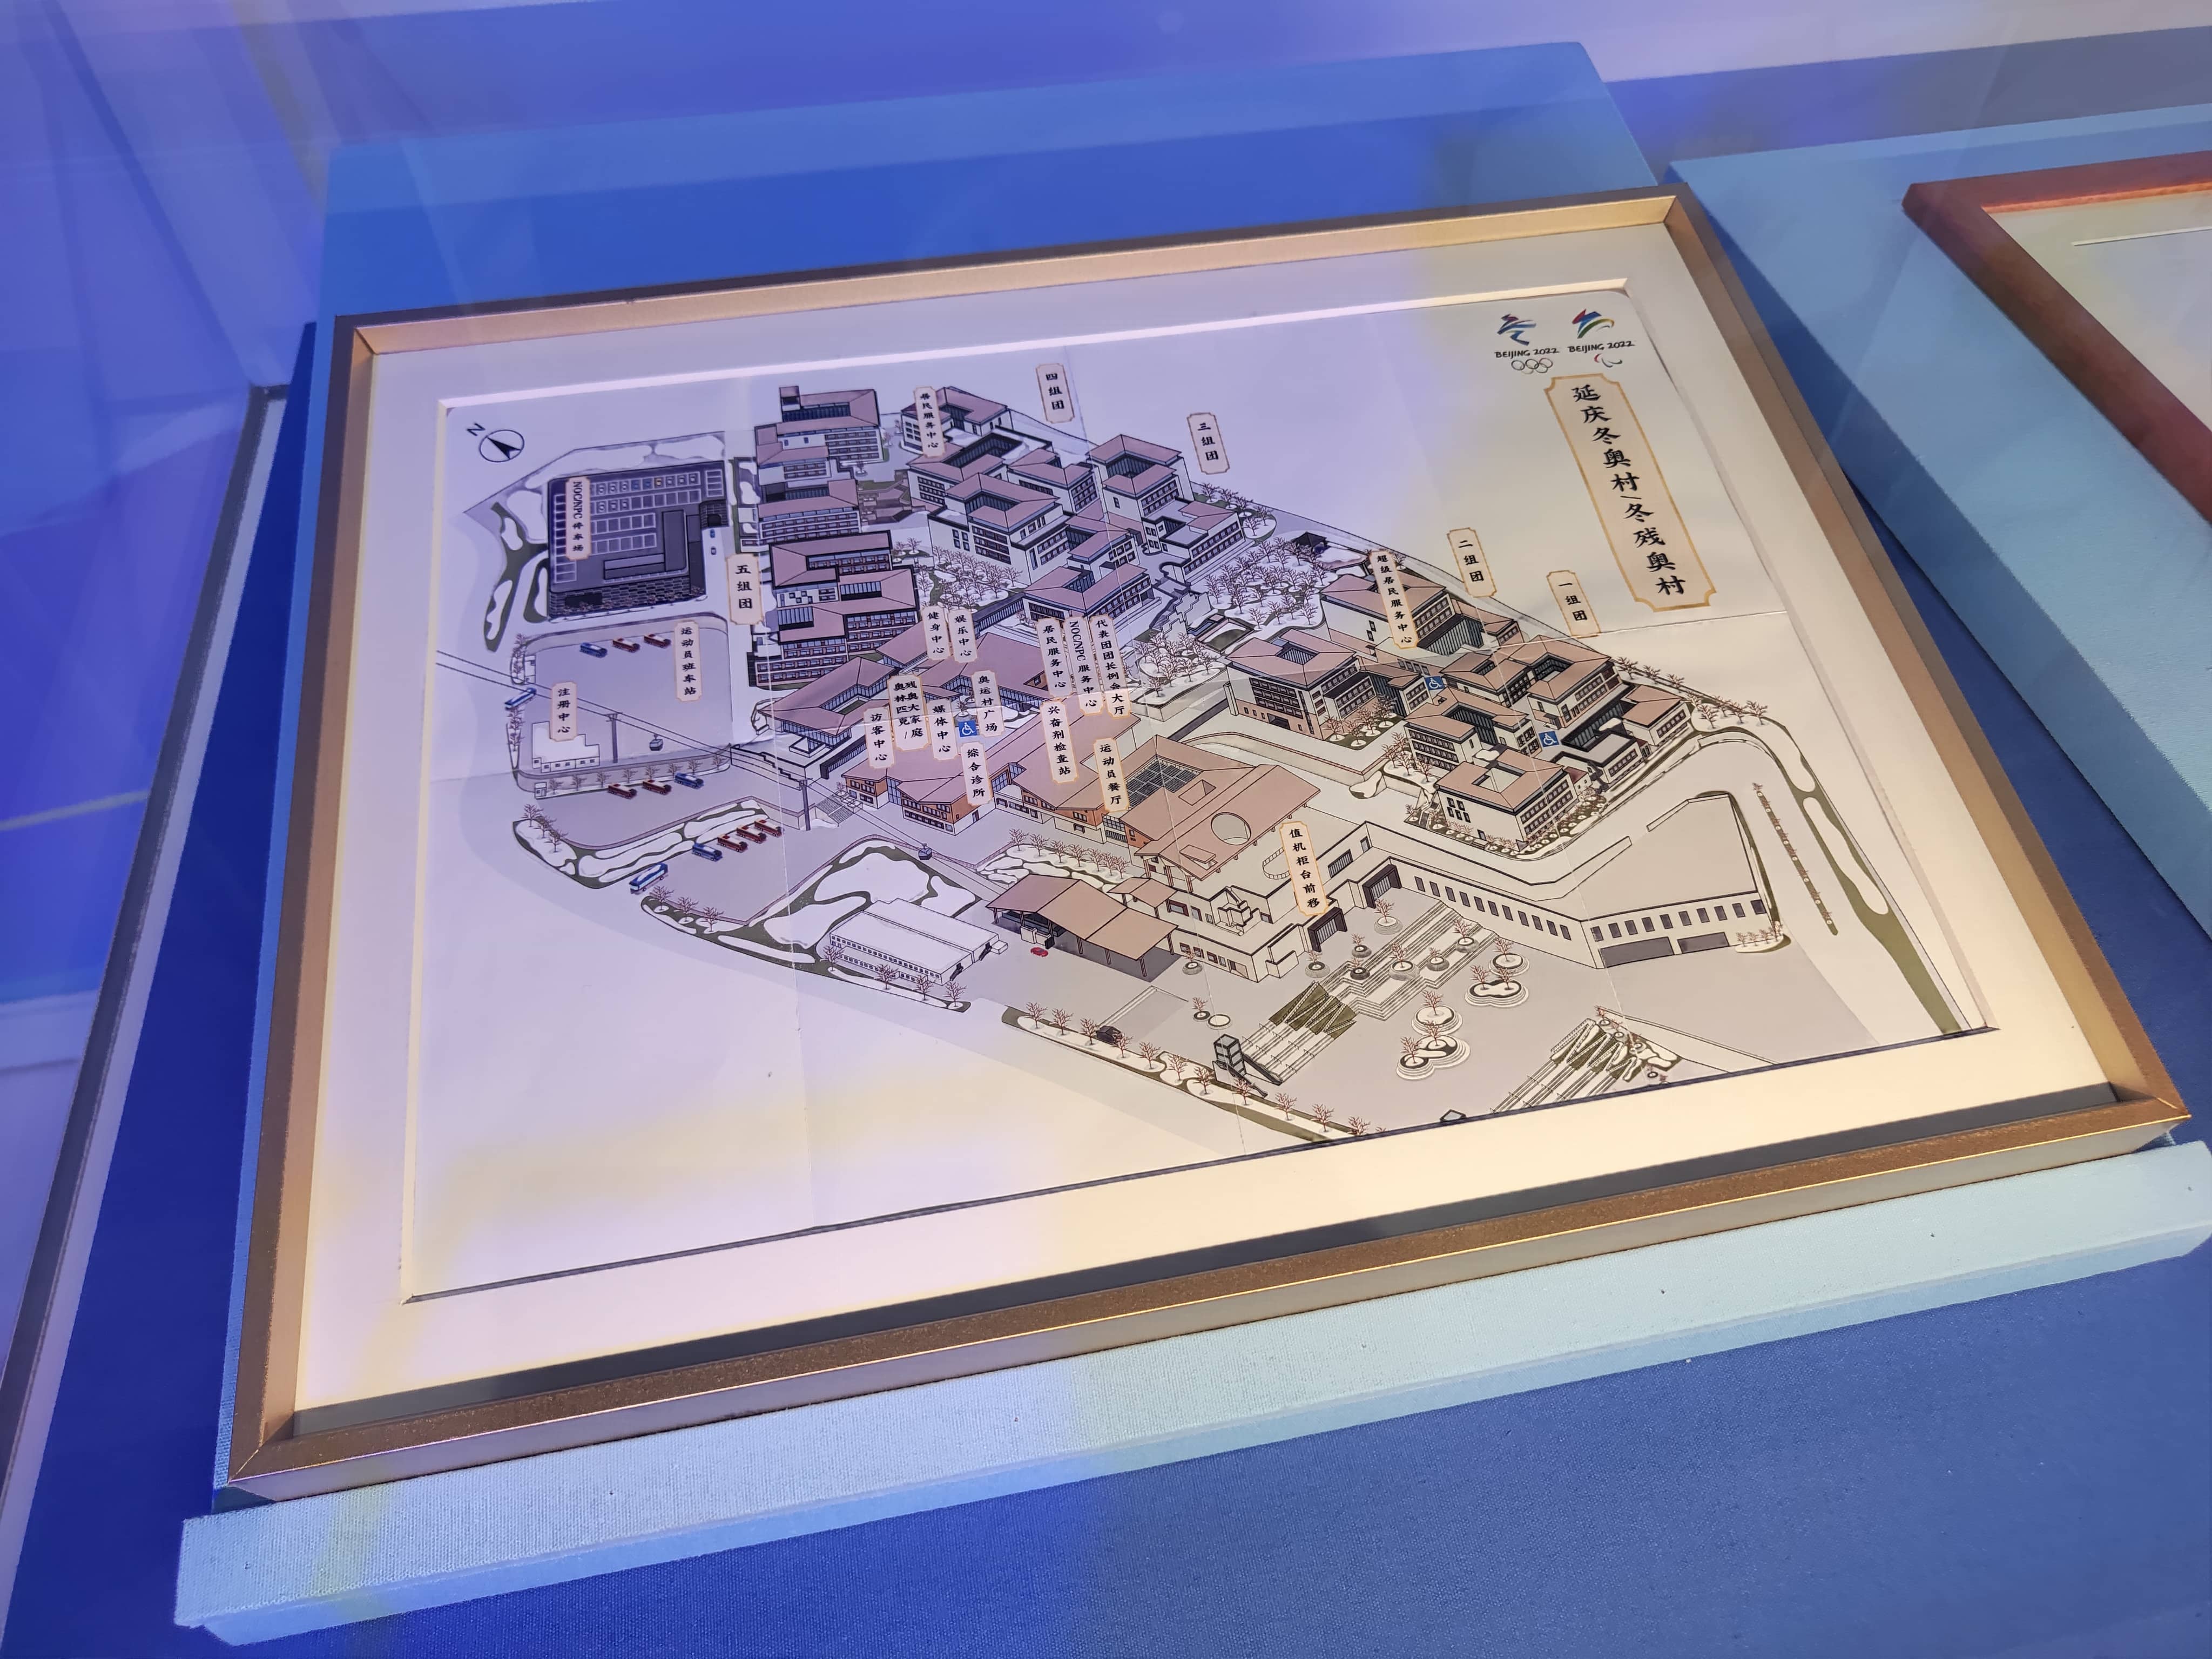 BEIJING 2022
BEIJING 2022
延庆冬奥村/冬残奥村
N
四组团
居民服务中心
三组团
NOC/NPC 停车场
二组团
超级居民服务中心
一组团
五组团
运动员班车站
注册中心
健身中心
娱乐中心
居民服务中心
NOC/NPC 服务中心
代表团团长例会大厅
访客中心
奥林匹克/
残奥大家庭
媒体中心
奥运村广场
综合诊所
兴奋剂检查站
运动员餐厅
值机柜台前移